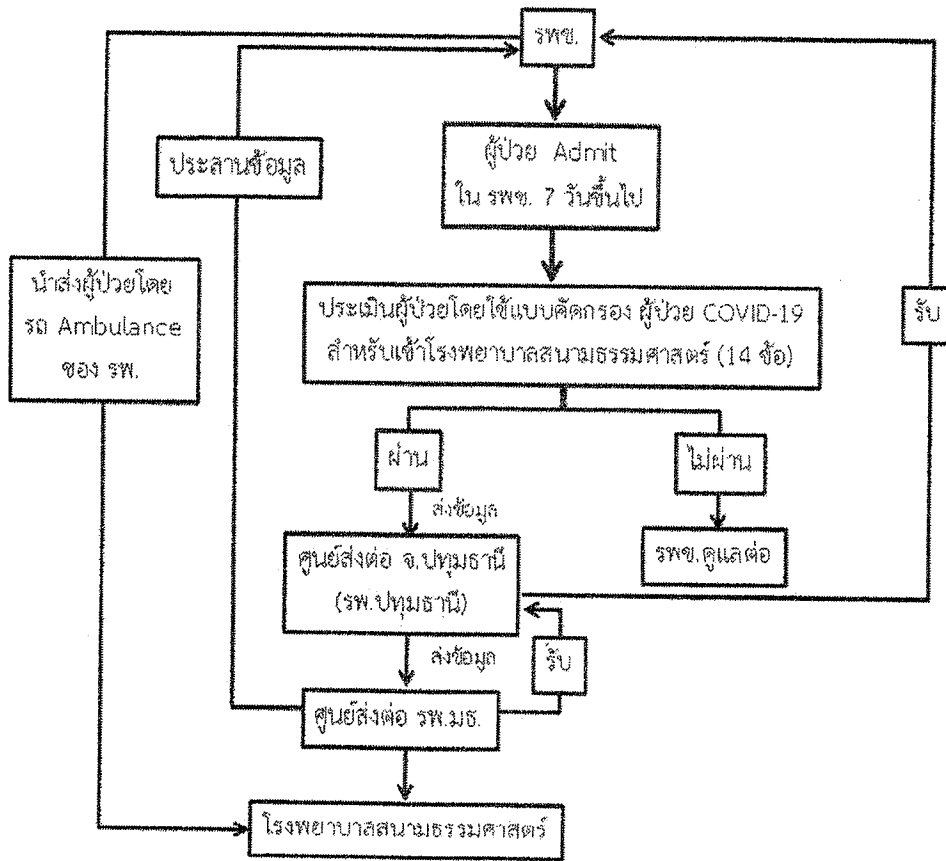 รพช.
ผู้ป่วย Admit
ใน รพช. 7 วันขึ้นไป
ประสานข้อมูล
นำส่งผู้ป่วยโดย
รถ Ambulance
ของ รพ.
ประเมินผู้ป่วยโดยใช้แบบคัดกรอง ผู้ป่วย COVID-19
สำหรับเข้าโรงพยาบาลสนามธรรมศาสตร์ (14 ข้อ)
รับ
ผ่าน
ไม่ผ่าน
ส่งข้อมูล
ศูนย์ส่งต่อ จ.ปทุมธานี
(รพ.ปทุมธานี)
รพช.ดูแลต่อ
ส่งข้อมูล
รับ
ศูนย์ส่งต่อ รพ.มธ.
โรงพยาบาลสนามธรรมศาสตร์